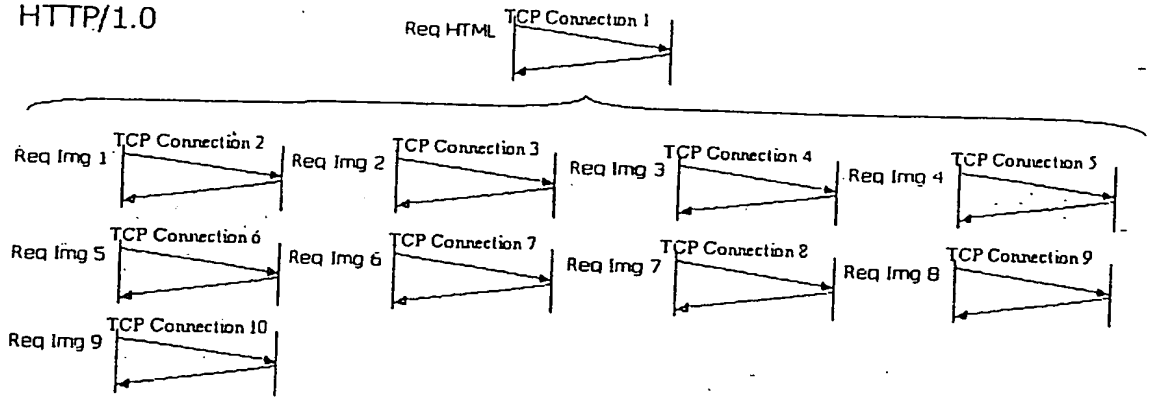 HTTP/1.0
Req HTML TCP Connection 1
Req Img 1 TCP Connection 2 Req Img 2 TCP Connection 3 Req Img 3 TCP Connection 4 Req Img 4 TCP Connection 5
Req Img 5 TCP Connection 6 Req Img 6 TCP Connection 7 Req Img 7 TCP Connection 8 Req Img 8 TCP Connection 9
Req Img 9 TCP Connection 10